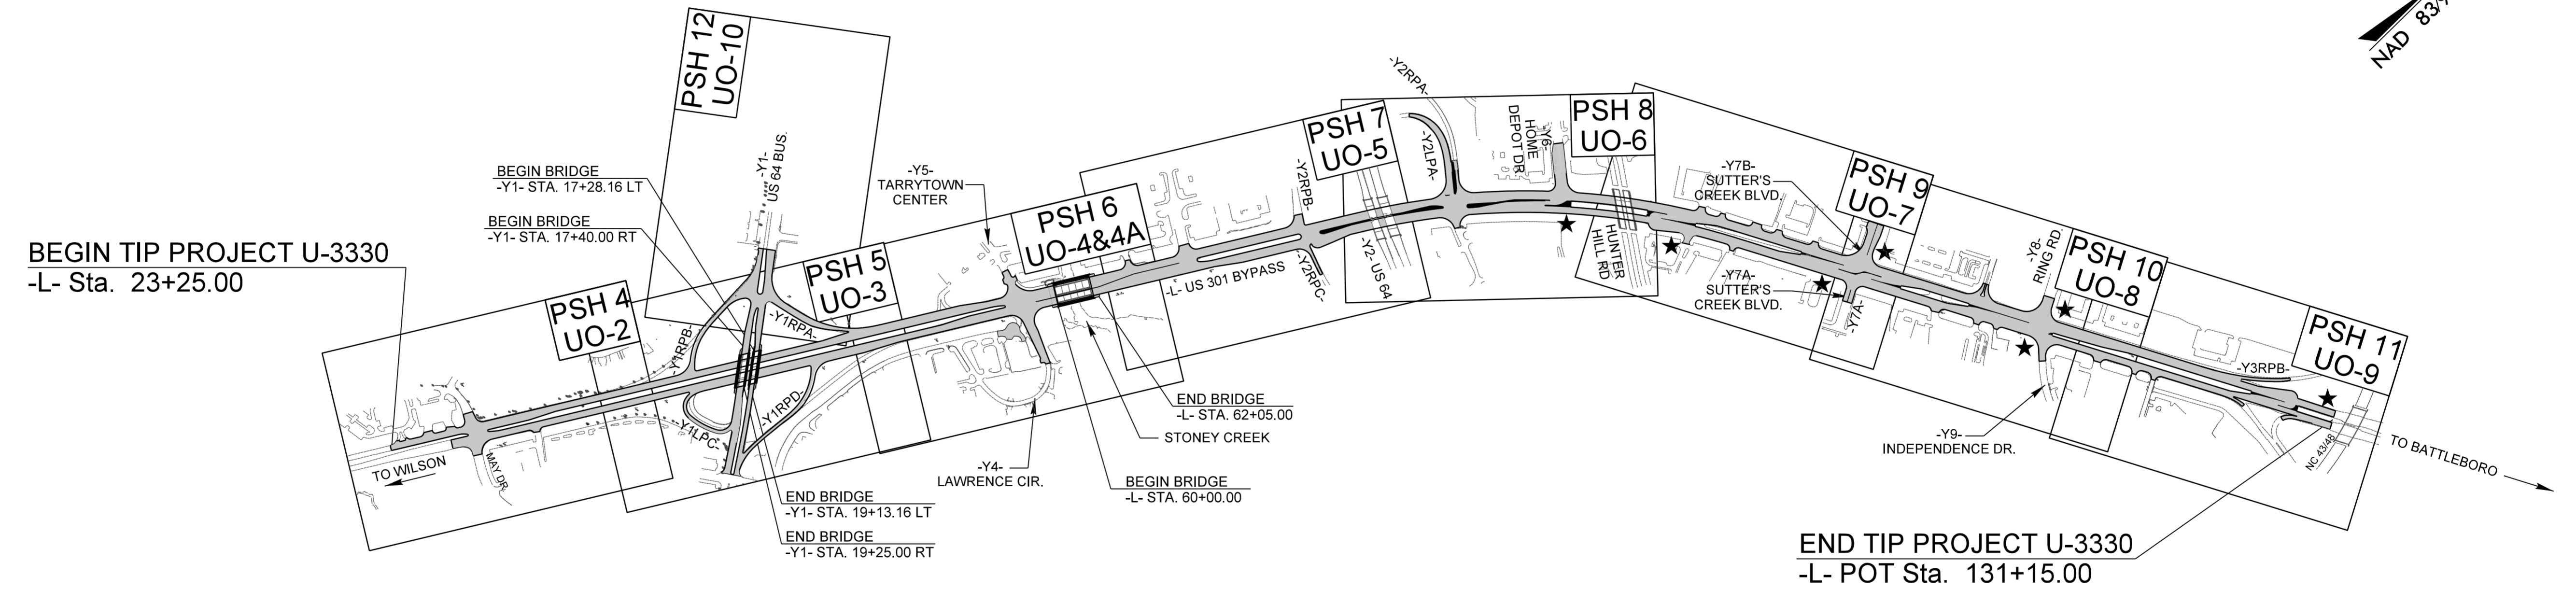 NAD 83/
PSH 12
UO-10
-Y1-
US 64 BUS.
BEGIN BRIDGE
-Y1- STA. 17+28.16 LT
BEGIN BRIDGE
-Y1- STA. 17+40.00 RT
BEGIN TIP PROJECT U-3330
-L- Sta. 23+25.00
PSH 4
UO-2
PSH 5
UO-3
-Y5-
TARRYTOWN
CENTER
PSH 6
UO-4&4A
-Y2RPB-
PSH 7
UO-5
-Y2RPA-
-Y2LPA-
HOME
DEPOT DR
-Y6-
PSH 8
UO-6
-Y7B-
SUTTER'S
CREEK BLVD.
PSH 9
UO-7
-Y8-
RING RD.
PSH 10
UO-8
PSH 11
UO-9
-Y1RPB-
-Y1RPA-
-Y1LPC-
-Y1RPD-
-L- US 301 BYPASS
-Y2RPC-
-Y2- US 64
HUNTER
HILL RD
-Y7A-
SUTTER'S
CREEK BLVD.
-Y7A-
-Y3RPB-
TO WILSON
MAY DR.
-Y4-
LAWRENCE CIR.
END BRIDGE
-L- STA. 62+05.00
STONEY CREEK
BEGIN BRIDGE
-L- STA. 60+00.00
END BRIDGE
-Y1- STA. 19+13.16 LT
END BRIDGE
-Y1- STA. 19+25.00 RT
-Y9-
INDEPENDENCE DR.
NC 43/48
TO BATTLEBORO
END TIP PROJECT U-3330
-L- POT Sta. 131+15.00